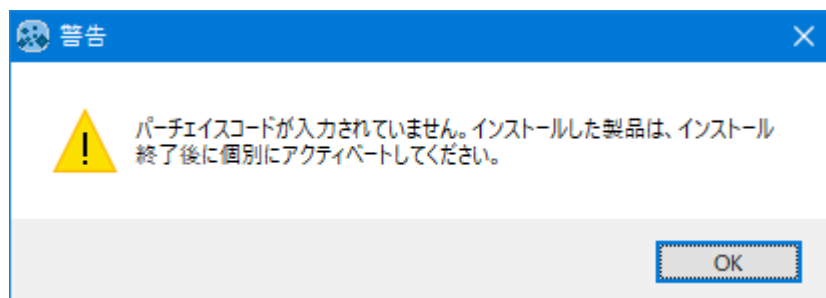 警告
パーチェイスコードが入力されていません。インストールした製品は、インストール
終了後に個別にアクティベートしてください。
OK